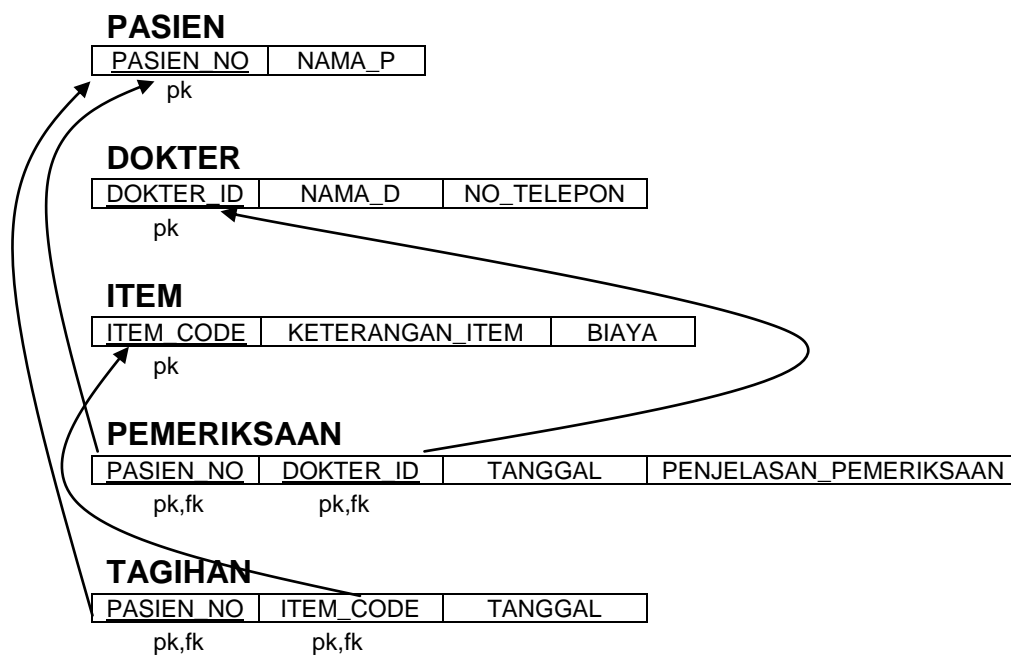 PASIEN
PASIEN_NO NAMA_P
pk
DOKTER
DOKTER_ID NAMA_D NO_TELEPON
pk
ITEM
ITEM_CODE KETERANGAN_ITEM BIAYA
pk
PEMERIKSAAN
PASIEN_NO DOKTER_ID TANGGAL PENJELASAN_PEMERIKSAAN
pk,fk pk,fk
TAGIHAN
PASIEN_NO ITEM_CODE TANGGAL
pk,fk pk,fk